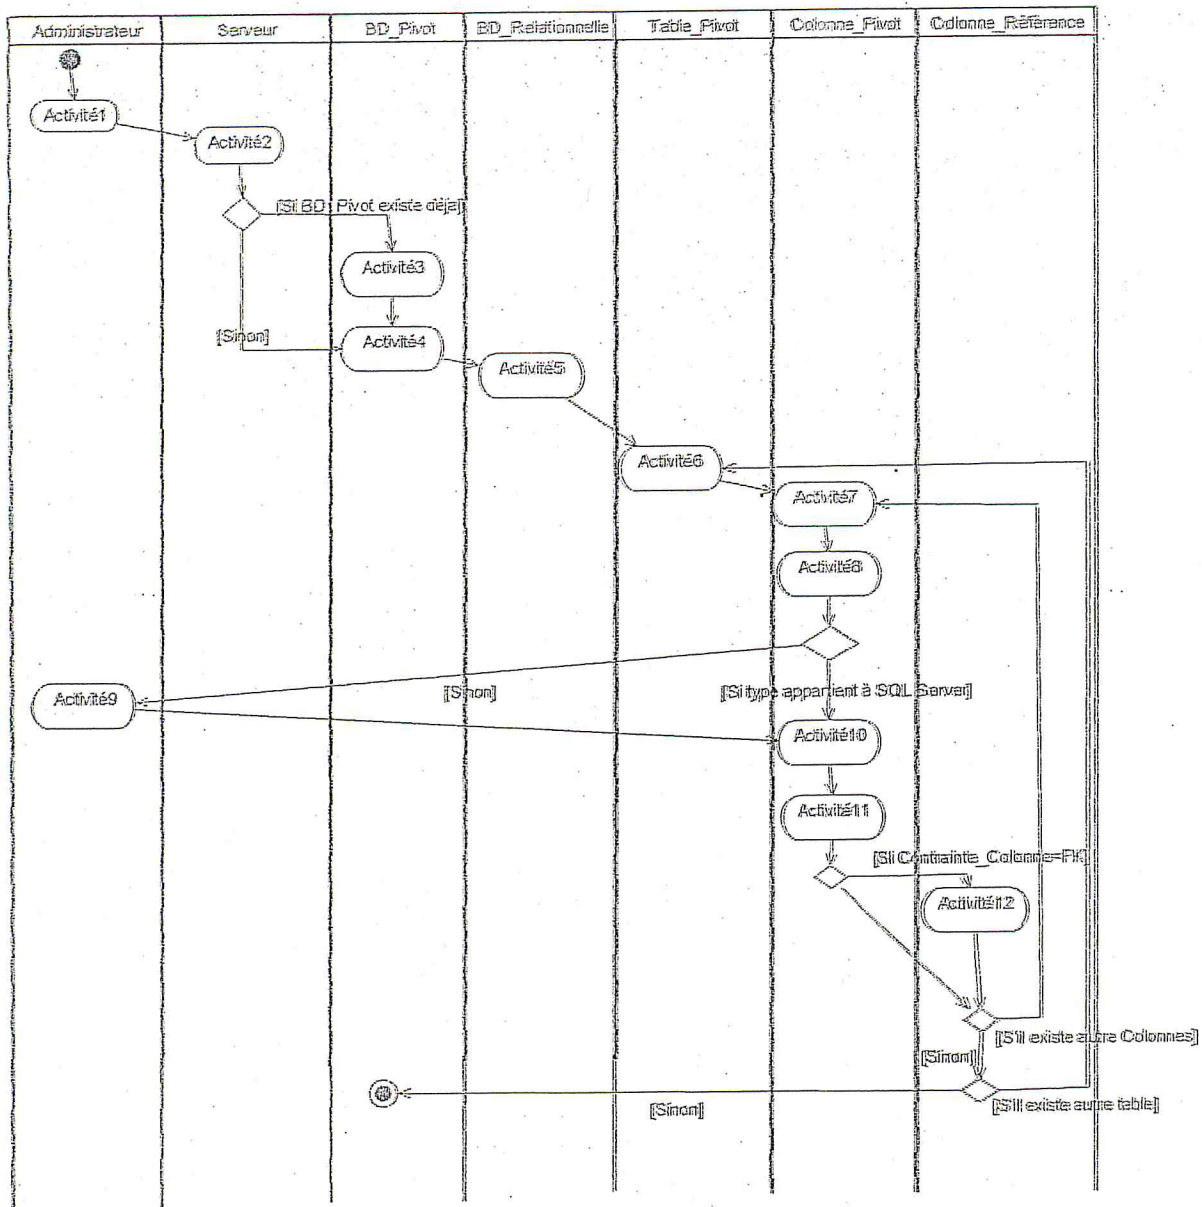 Administrateur Serveur BD_Pivot BD_Relationnelle Table_Pivot Colonne_Pivot Colonne_Réference
Activité1
Activité2
[Si BD_Pivot existe déja]
Activité3
[Sinon]
Activité4
Activité5
Activité6
Activité7
Activité8
Activité9
[Sinon]
[Si type appartient à SQL Server]
Activité10
Activité11
[Si Contrainte_Colonne=FK]
Activité12
[S'il existe autre Colonnes]
[Sinon]
[Sinon]
[S'il existe autre table]